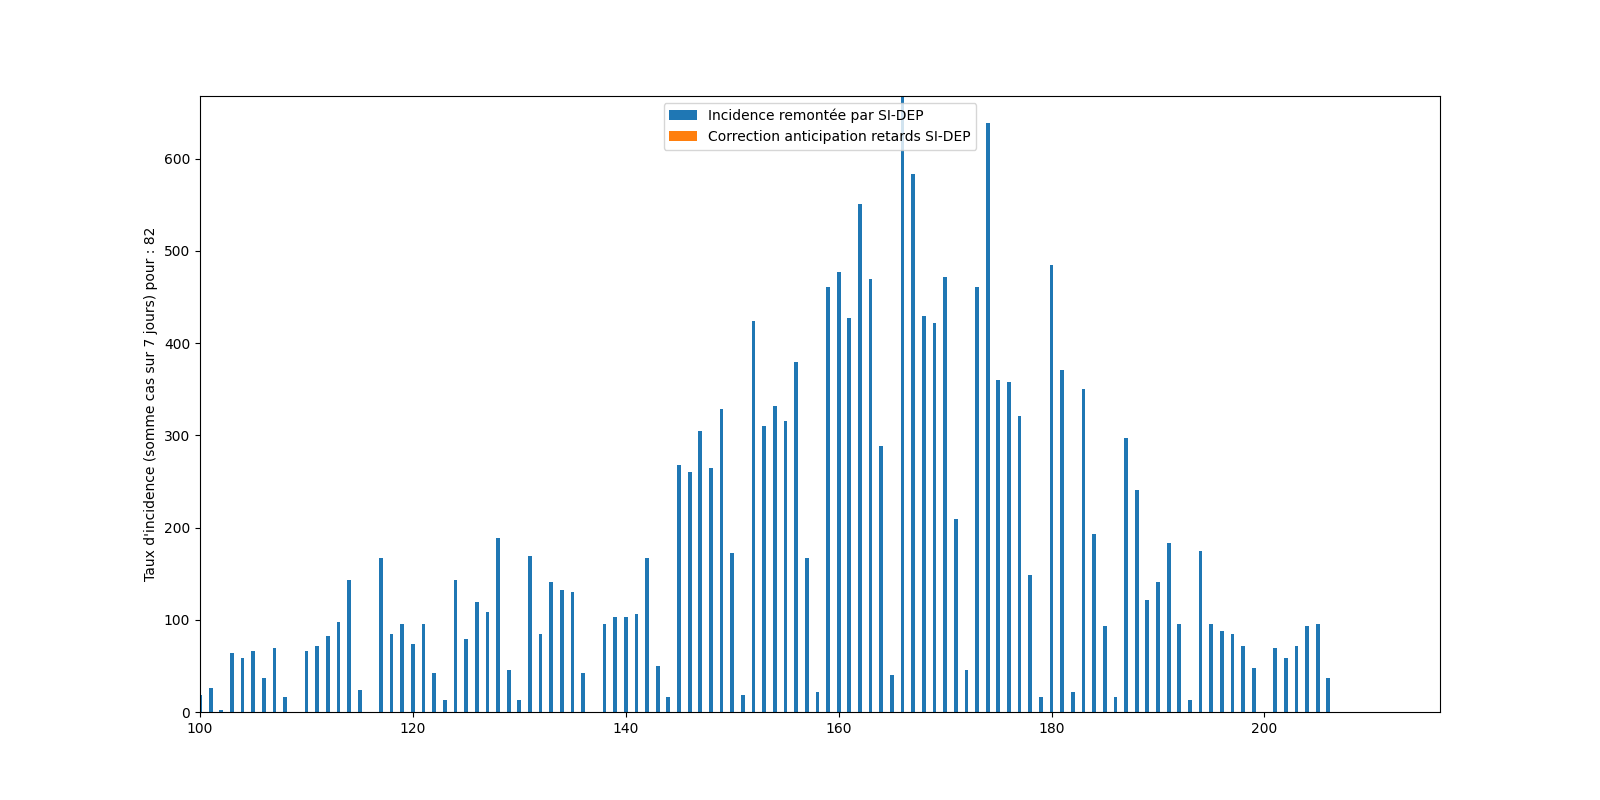 Incidence remontée par SI-DEP
Correction anticipation retards SI-DEP
Taux d'incidence (somme cas sur 7 jours) pour : 82
600
500
400
300
200
100
0
100 120 140 160 180 200